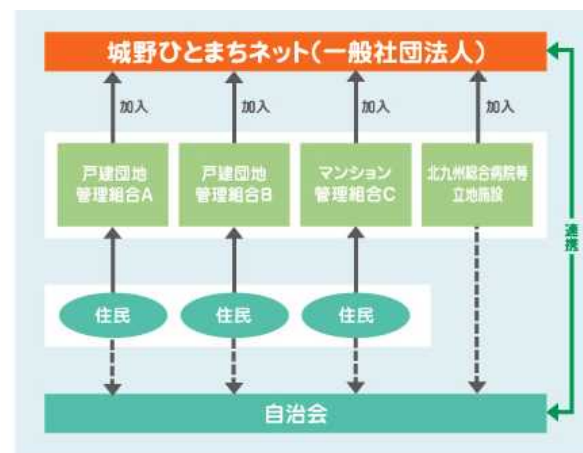 城野ひとまちネット(一般社団法人)
加入
加入
加入
加入
戸建団地
管理組合A
戸建団地
管理組合B
マンション
管理組合C
北九州総合病院等
立地施設
連携
住民
住民
住民
自治会